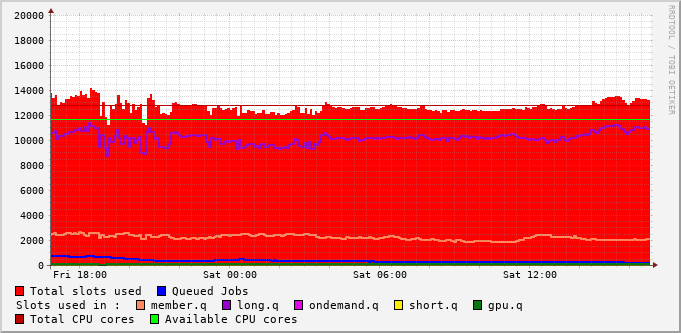 20000
18000
16000
14000
12000
10000
8000
6000
4000
2000
0
Fri 18:00 Sat 00:00 Sat 06:00 Sat 12:00
RRDTOOL / TOBI OETIKER
Total slots used Queued Jobs
Slots used in : member.q long.q ondemand.q short.q gpu.q
Total CPU cores Available CPU cores